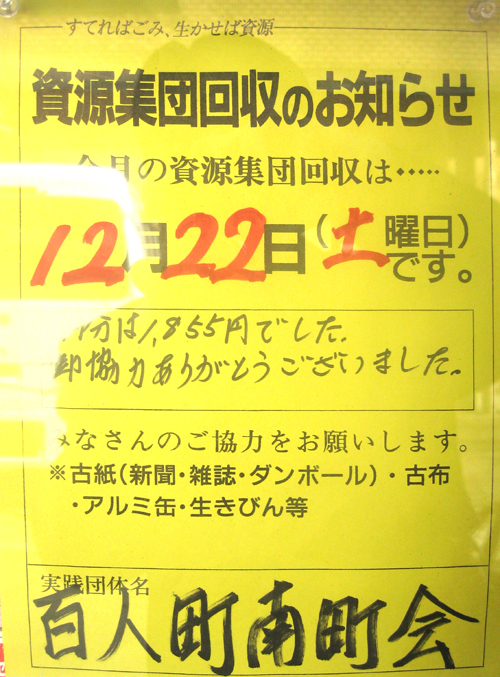 すてればごみ、生かせば資源
資源集団回収のお知らせ
今月の資源集団回収は‥‥‥
12月22日(土曜日)です。
分は1,855円でした。
御協力ありがとうございました。
みなさんのご協力をお願いします。
※古紙(新聞・雑誌・ダンボール)・古布
・アルミ缶・生きびん等
実践団体名
百人町南町会